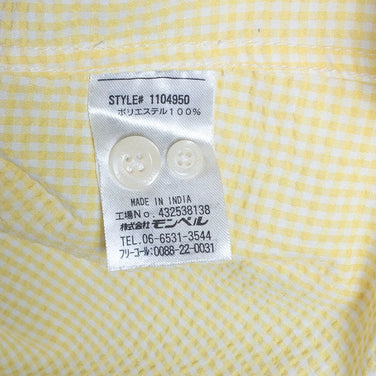 STYLE# 1104950
ポリエステル100%
MADE IN INDIA
工場No. 432538138
株式会社モンベル
TEL. 06-6531-3544
フリーコール:0088-22-0031